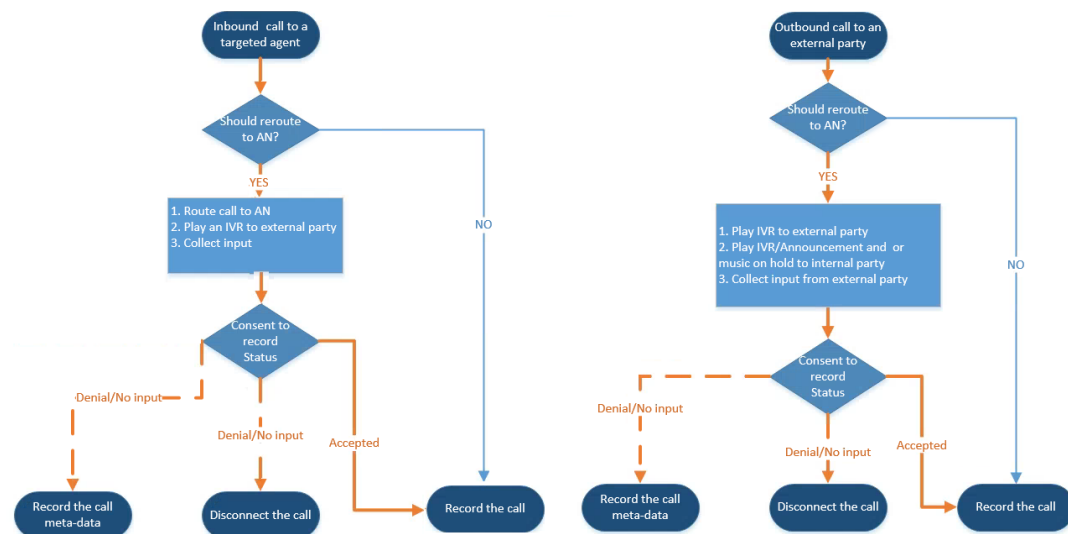 Inbound call to a
targeted agent
Should reroute
to AN?
YES
NO
1. Route call to AN
2. Play an IVR to external party
3. Collect input
Consent to
record
Status
Denial/No input
Denial/No input
Accepted
Record the call
meta-data
Disconnect the call
Record the call
Outbound call to an
external party
Should reroute
to AN?
YES
NO
1. Play IVR to external party
2. Play IVR/Announcement and or
music on hold to internal party
3. Collect input from external party
Consent to
record
Status
Denial/No input
Denial/No input
Accepted
Record the call
meta-data
Disconnect the call
Record the call